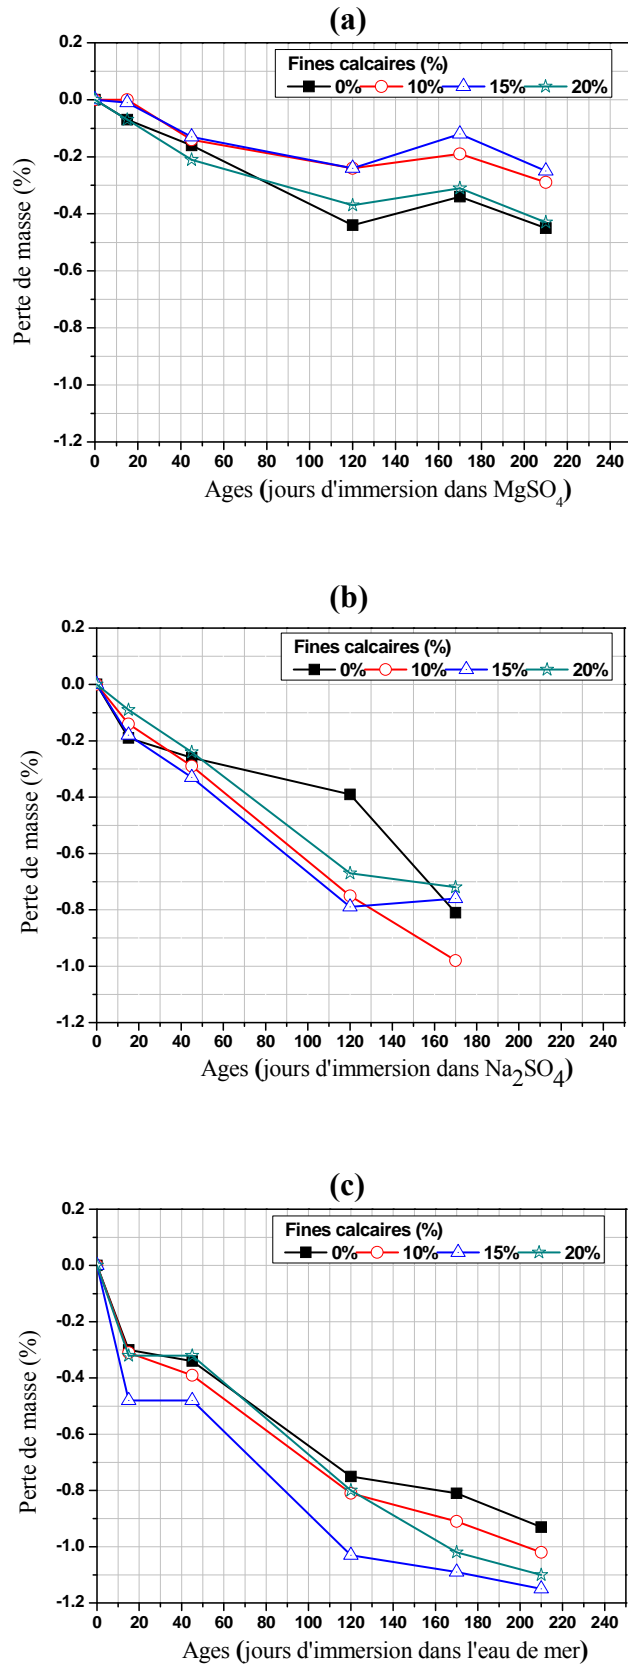 (a)
Fines calcaires (%)
0% 10% 15% 20%
0.2
0.0
-0.2
-0.4
-0.6
-0.8
-1.0
-1.2
Perte de masse (%)
0 20 40 60 80 100 120 140 160 180 200 220 240
Ages (jours d'immersion dans MgSO4)
(b)
Fines calcaires (%)
0% 10% 15% 20%
0.2
0.0
-0.2
-0.4
-0.6
-0.8
-1.0
-1.2
Perte de masse (%)
0 20 40 60 80 100 120 140 160 180 200 220 240
Ages (jours d'immersion dans Na2SO4)
(c)
Fines calcaires (%)
0% 10% 15% 20%
0.2
0.0
-0.2
-0.4
-0.6
-0.8
-1.0
-1.2
Perte de masse (%)
0 20 40 60 80 100 120 140 160 180 200 220 240
Ages (jours d'immersion dans l'eau de mer)